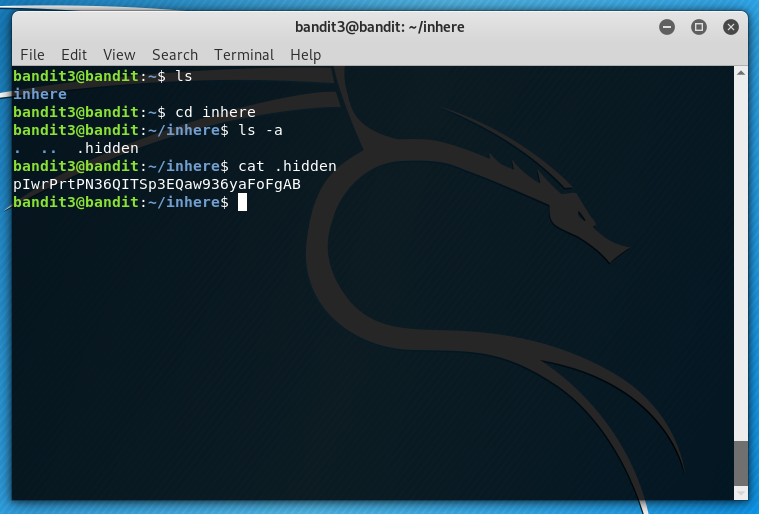 bandit3@bandit: ~/inhere
File Edit View Search Terminal Help
bandit3@bandit:~$ ls
inhere
bandit3@bandit:~$ cd inhere
bandit3@bandit:~/inhere$ ls -a
.  ..  .hidden
bandit3@bandit:~/inhere$ cat .hidden
pIwrPrtPN36QITSp3EQaw936yaFoFgAB
bandit3@bandit:~/inhere$